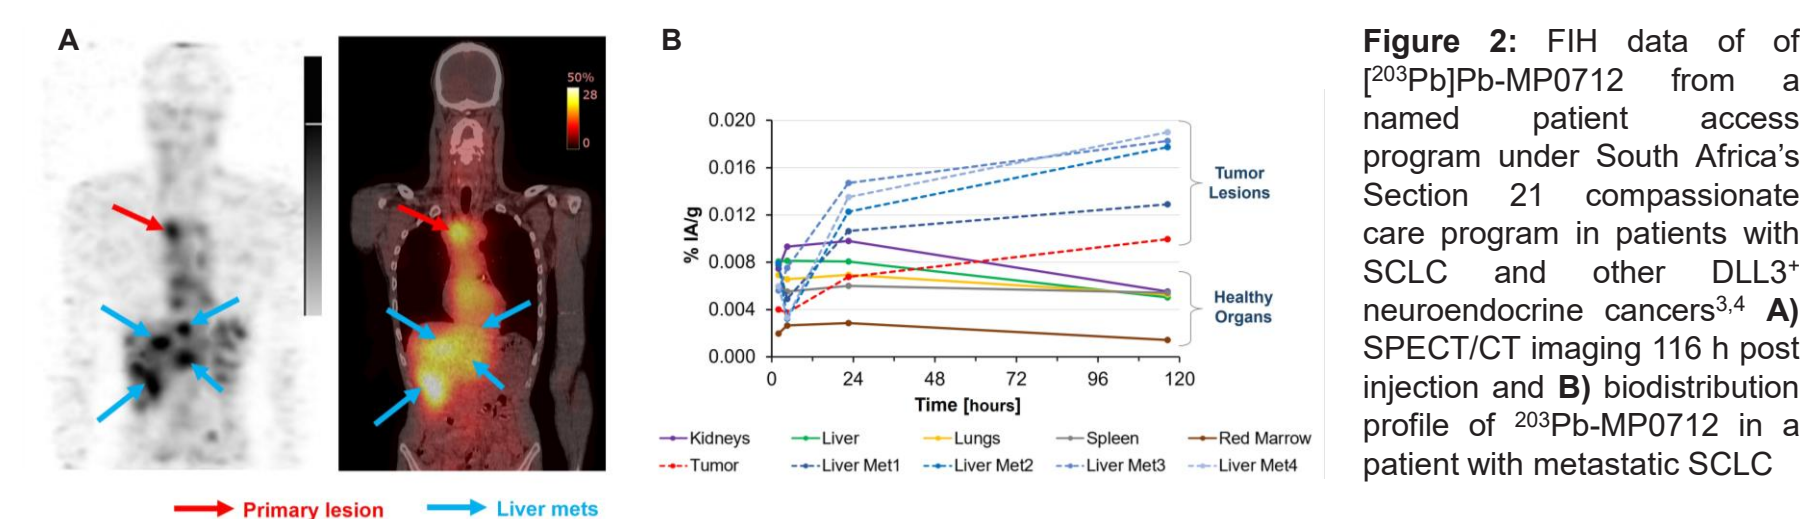 A
50%
28
0
Primary lesion
Liver mets
B
% IA/g
0.020
0.016
0.012
0.008
0.004
0.000
0 24 48 72 96 120
Time [hours]
Tumor
Lesions
Healthy
Organs
Kidneys Liver Lungs Spleen Red Marrow
Tumor Liver Met1 Liver Met2 Liver Met3 Liver Met4
Figure 2: FIH data of of
[²⁰³Pb]Pb-MP0712 from a
named patient access
program under South Africa’s
Section 21 compassionate
care program in patients with
SCLC and other DLL3⁺
neuroendocrine cancers³,⁴ A)
SPECT/CT imaging 116 h post
injection and B) biodistribution
profile of ²⁰³Pb-MP0712 in a
patient with metastatic SCLC